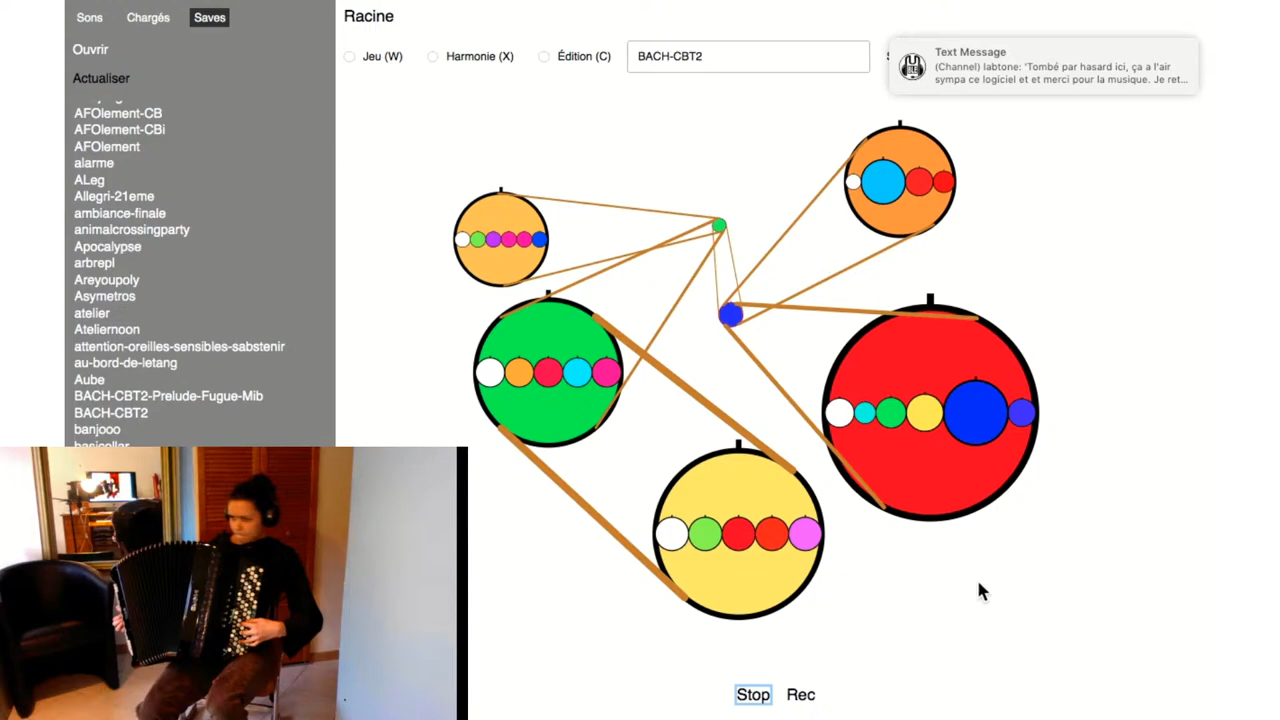 Sons Chargés Saves
Ouvrir
Actualiser
AFOlement-CB
AFOlement-CBi
AFOlement
alarme
ALeg
Allegri-21eme
ambiance-finale
animalcrossingparty
Apocalypse
arbrepl
Areyoupoly
Asymetros
atelier
Ateliernoon
attention-oreilles-sensibles-sabstenir
au-bord-de-letang
Aube
BACH-CBT2-Prelude-Fugue-Mib
BACH-CBT2
banjooo
Racine
Jeu (W) Harmonie (X) Édition (C) BACH-CBT2
Text Message
(Channel) labtone: 'Tombé par hasard ici, ça a l'air
sympa ce logiciel et et merci pour la musique. Je ret...
Stop Rec